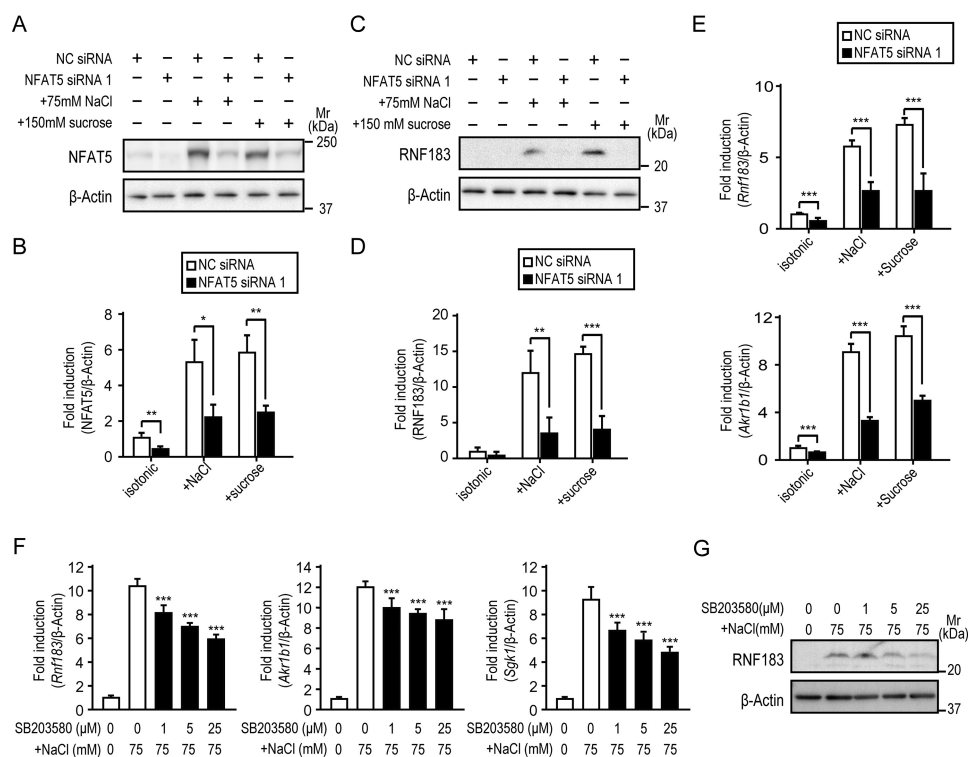 A
NC siRNA + − + − + −
NFAT5 siRNA 1 − + − + − +
+75mM NaCl − − + + − −
+150mM sucrose − − − − + +
Mr (kDa)
NFAT5
250
β-Actin
37
B
NC siRNA
NFAT5 siRNA 1
Fold induction
(NFAT5/β-Actin)
8
6
4
2
0
** * **
isotonic
+NaCl
+sucrose
C
NC siRNA + − + − + −
NFAT5 siRNA 1 − + − + − +
+75mM NaCl − − + + − −
+150 mM sucrose − − − − + +
Mr (kDa)
RNF183
20
β-Actin
37
D
NC siRNA
NFAT5 siRNA 1
Fold induction
(RNF183/β-Actin)
20
15
10
5
0
** ***
isotonic
+NaCl
+sucrose
E
NC siRNA
NFAT5 siRNA 1
Fold induction
(Rnf183/β-Actin)
10
5
0
*** *** ***
isotonic
+NaCl
+Sucrose
Fold induction
(Akr1b1/β-Actin)
12
8
4
0
*** *** ***
isotonic
+NaCl
+Sucrose
F
Fold induction
(Rnf183/β-Actin)
12
10
8
6
4
2
0
*** *** ***
SB203580 (μM) 0 0 1 5 25
+NaCl (mM) 0 75 75 75 75
Fold induction
(Akr1b1/β-Actin)
14
12
10
8
6
4
2
0
*** *** ***
SB203580 (μM) 0 0 1 5 25
+NaCl (mM) 0 75 75 75 75
Fold induction
(Sgk1/β-Actin)
12
10
8
6
4
2
0
*** *** ***
SB203580 (μM) 0 0 1 5 25
+NaCl (mM) 0 75 75 75 75
G
SB203580(μM) 0 0 1 5 25
+NaCl(mM) 0 75 75 75 75
Mr (kDa)
RNF183
20
β-Actin
37